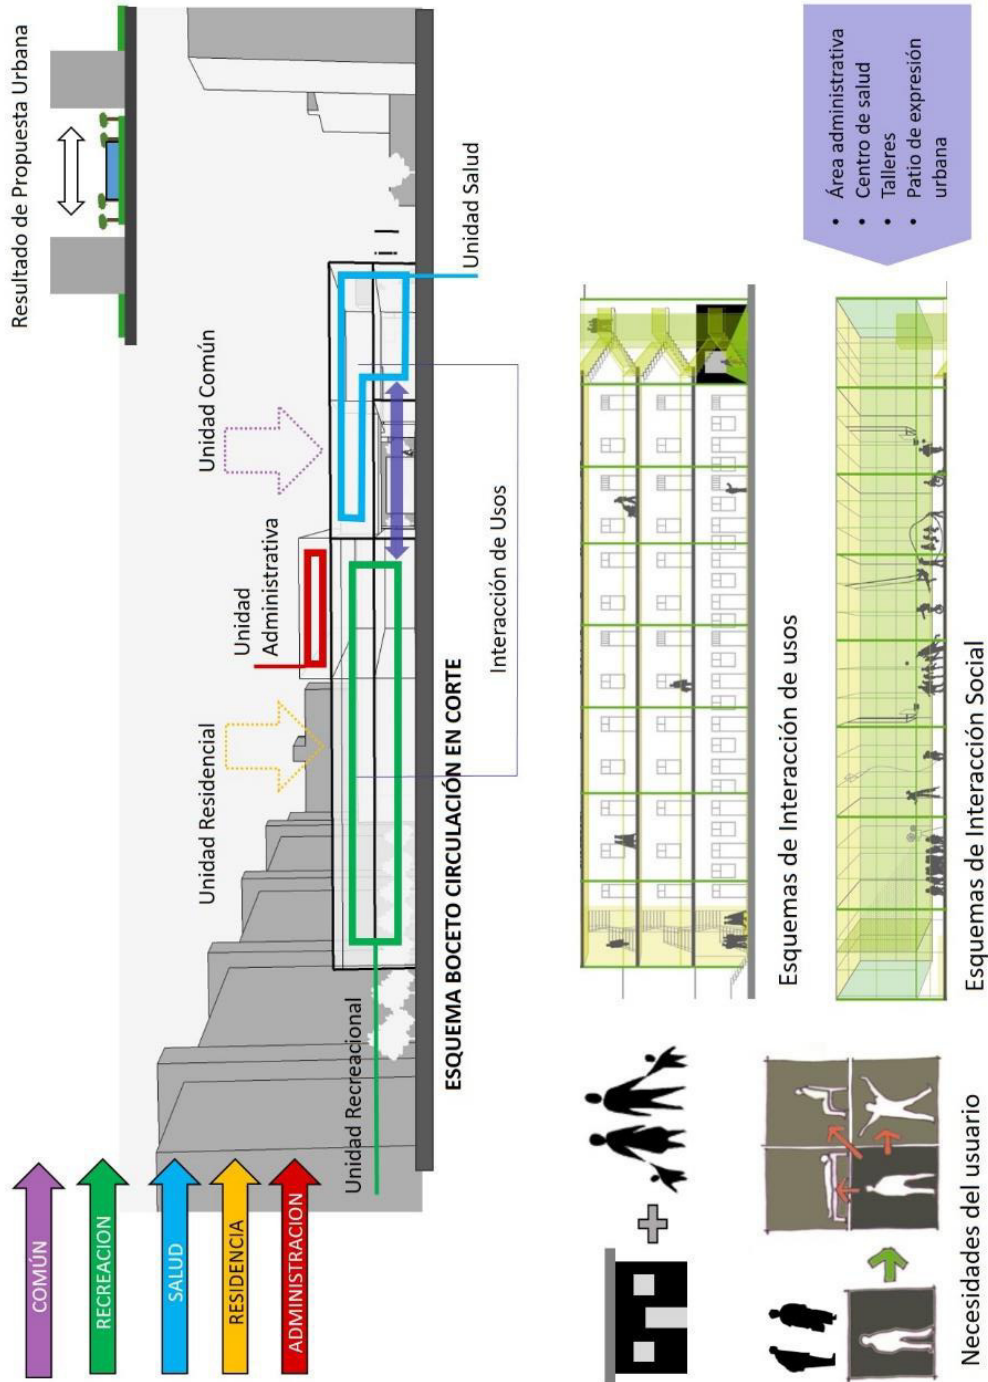 COMÚN
RECREACION
SALUD
RESIDENCIA
ADMINISTRACION
Resultado de Propuesta Urbana
Unidad Residencial
Unidad
Administrativa
Unidad Común
Unidad Recreacional
Unidad Salud
ESQUEMA BOCETO CIRCULACIÓN EN CORTE
Interacción de Usos
Esquemas de Interacción de usos
• Área administrativa
• Centro de salud
• Talleres
• Patio de expresión
urbana
Necesidades del usuario
Esquemas de Interacción Social